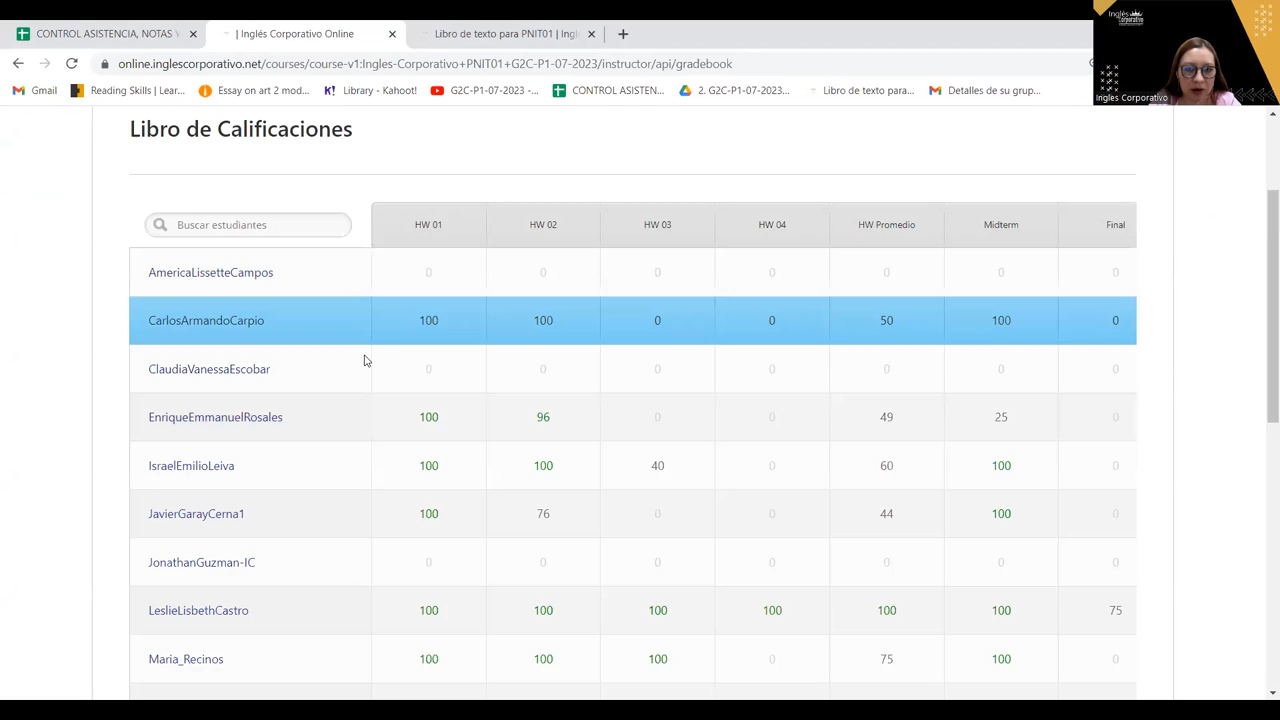 CONTROL ASISTENCIA, NOTAS Y
| Inglés Corporativo Online
Libro de texto para PNIT01 | Ingl
online.inglescorporativo.net/courses/course-v1:Ingles-Corporativo+PNIT01+G2C-P1-07-2023/instructor/api/gradebook
Gmail
Reading Skills | Lear...
Essay on art 2 mod...
Library - Kahoot!
G2C-P1-07-2023 -...
CONTROL ASISTEN...
2. G2C-P1-07-2023...
Libro de texto para...
Detalles de su grup...
Inglés
Corporativo
Ingles Corporativo
Libro de Calificaciones
Buscar estudiantes HW 01 HW 02 HW 03 HW 04 HW Promedio Midterm Final
AmericaLissetteCampos 0 0 0 0 0 0 0
CarlosArmandoCarpio 100 100 0 0 50 100 0
ClaudiaVanessaEscobar 0 0 0 0 0 0 0
EnriqueEmmanuelRosales 100 96 0 0 49 25 0
IsraelEmilioLeiva 100 100 40 0 60 100 0
JavierGarayCerna1 100 76 0 0 44 100 0
JonathanGuzman-IC 0 0 0 0 0 0 0
LeslieLisbethCastro 100 100 100 100 100 100 75
Maria_Recinos 100 100 100 0 75 100 0